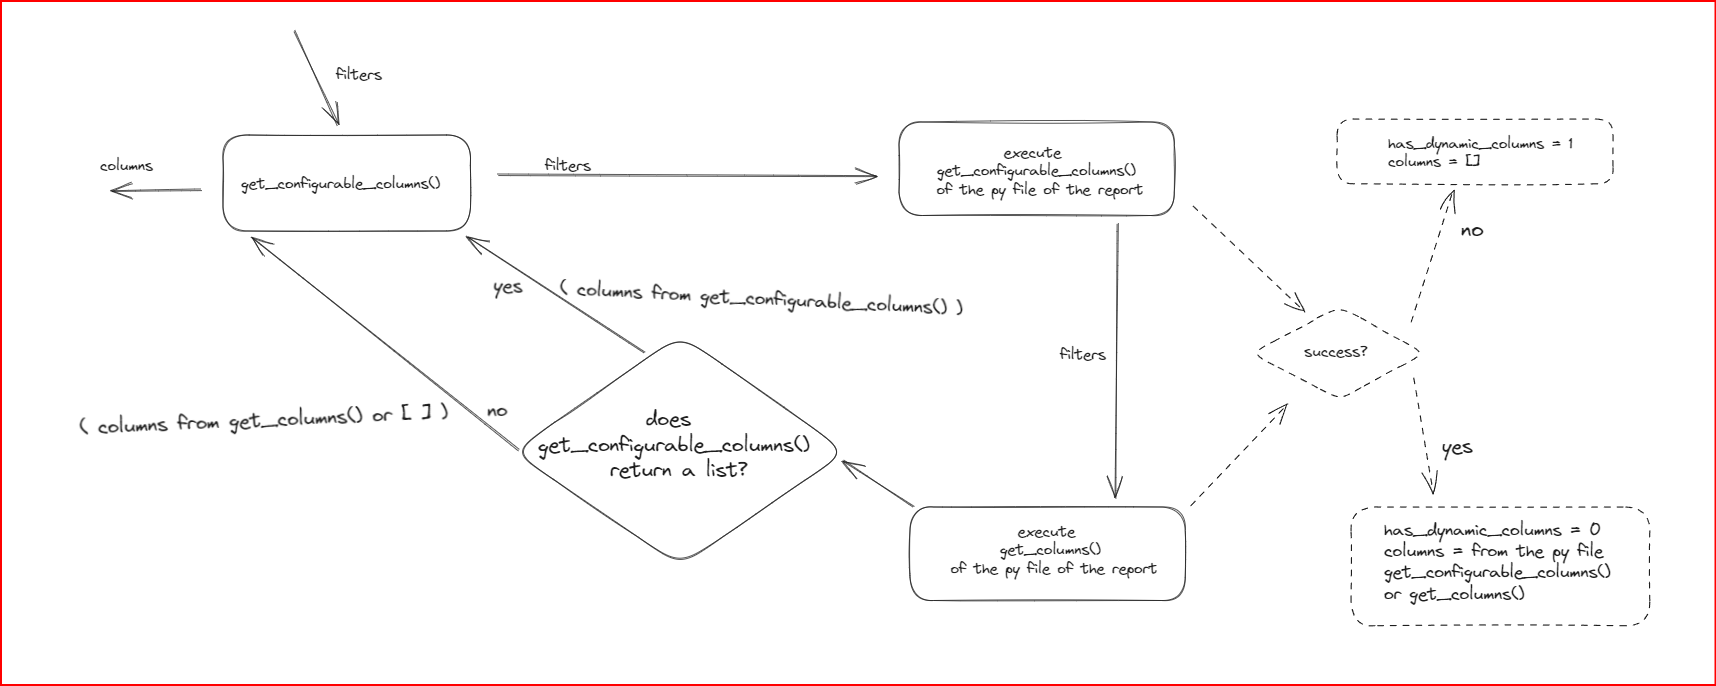 filters
columns
get_configurable_columns()
filters
execute
get_configurable_columns()
of the py file of the report
has_dynamic_columns = 1
columns = []
no
yes
( columns from get_configurable_columns() )
filters
success?
( columns from get_columns() or [ ] )
no
does
get_configurable_columns()
return a list?
yes
execute
get_columns()
of the py file of the report
has_dynamic_columns = 0
columns = from the py file
get_configurable_columns()
or get_columns()